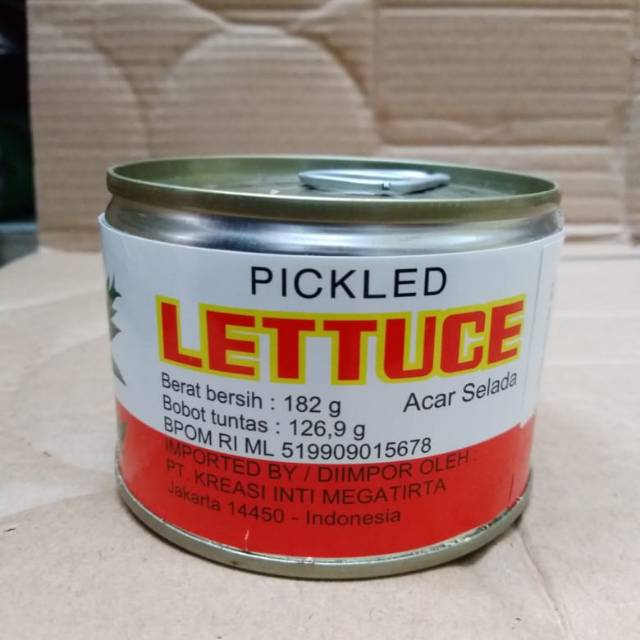 PICKLED
LETTUCE
Acar Selada
Berat bersih : 182 g
Bobot tuntas : 126,9 g
BPOM RI ML 519909015678
IMPORTED BY / DIIMPOR OLEH :
PT. KREASI INTI MEGATIRTA
Jakarta 14450 - Indonesia